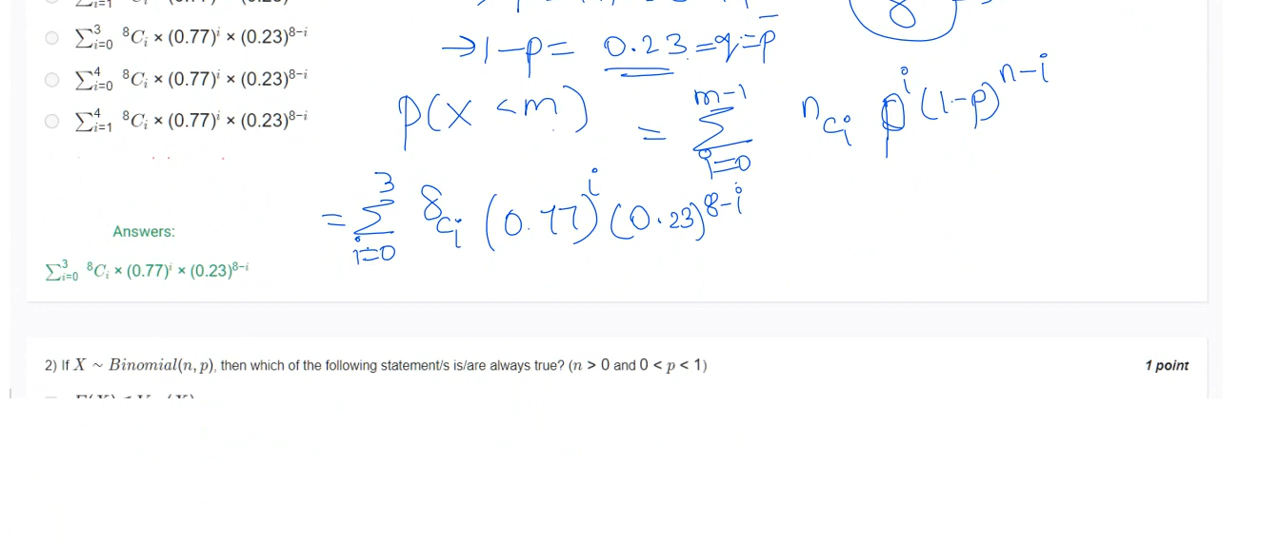 ∑³ᵢ₌₀ ⁸Cᵢ × (0.77)ⁱ × (0.23)⁸⁻ⁱ
∑⁴ᵢ₌₀ ⁸Cᵢ × (0.77)ⁱ × (0.23)⁸⁻ⁱ
∑⁴ᵢ₌₁ ⁸Cᵢ × (0.77)ⁱ × (0.23)⁸⁻ⁱ
8
→ 1-p = 0.23 = q = p̄
P(X < m) = ∑ᵐ⁻¹ᵢ₌₀ ⁿCᵢ pⁱ (1-p)ⁿ⁻ⁱ
= ∑³ᵢ₌₀ ⁸Cᵢ (0.77)ⁱ (0.23)⁸⁻ⁱ
Answers:
∑³ᵢ₌₀ ⁸Cᵢ × (0.77)ⁱ × (0.23)⁸⁻ⁱ
2) If X ~ Binomial(n, p), then which of the following statement/s is/are always true? (n > 0 and 0 < p < 1) 1 point